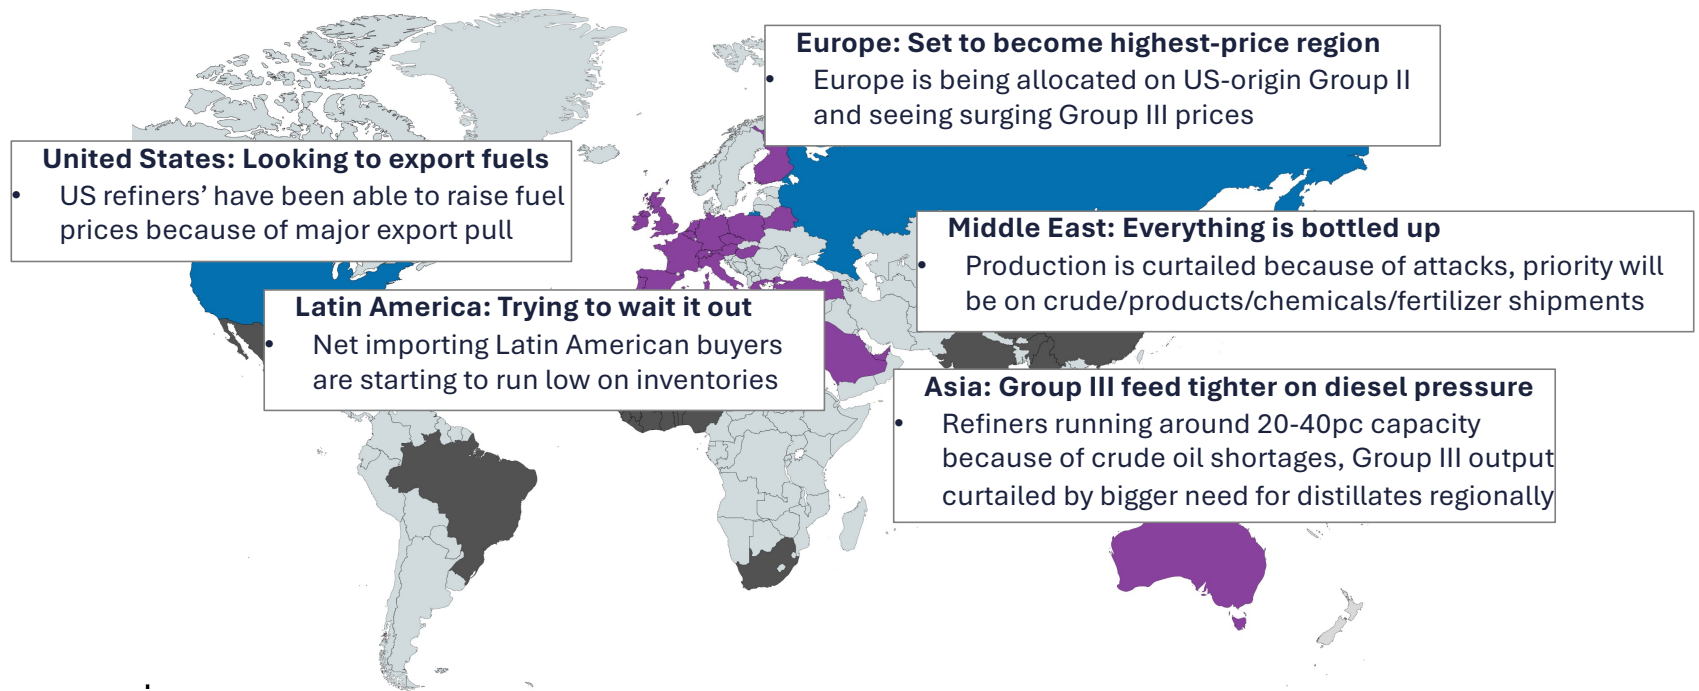 Europe: Set to become highest-price region
• Europe is being allocated on US-origin Group II
and seeing surging Group III prices
United States: Looking to export fuels
• US refiners’ have been able to raise fuel
prices because of major export pull
Middle East: Everything is bottled up
• Production is curtailed because of attacks, priority will
be on crude/products/chemicals/fertilizer shipments
Latin America: Trying to wait it out
• Net importing Latin American buyers
are starting to run low on inventories
Asia: Group III feed tighter on diesel pressure
• Refiners running around 20-40pc capacity
because of crude oil shortages, Group III output
curtailed by bigger need for distillates regionally